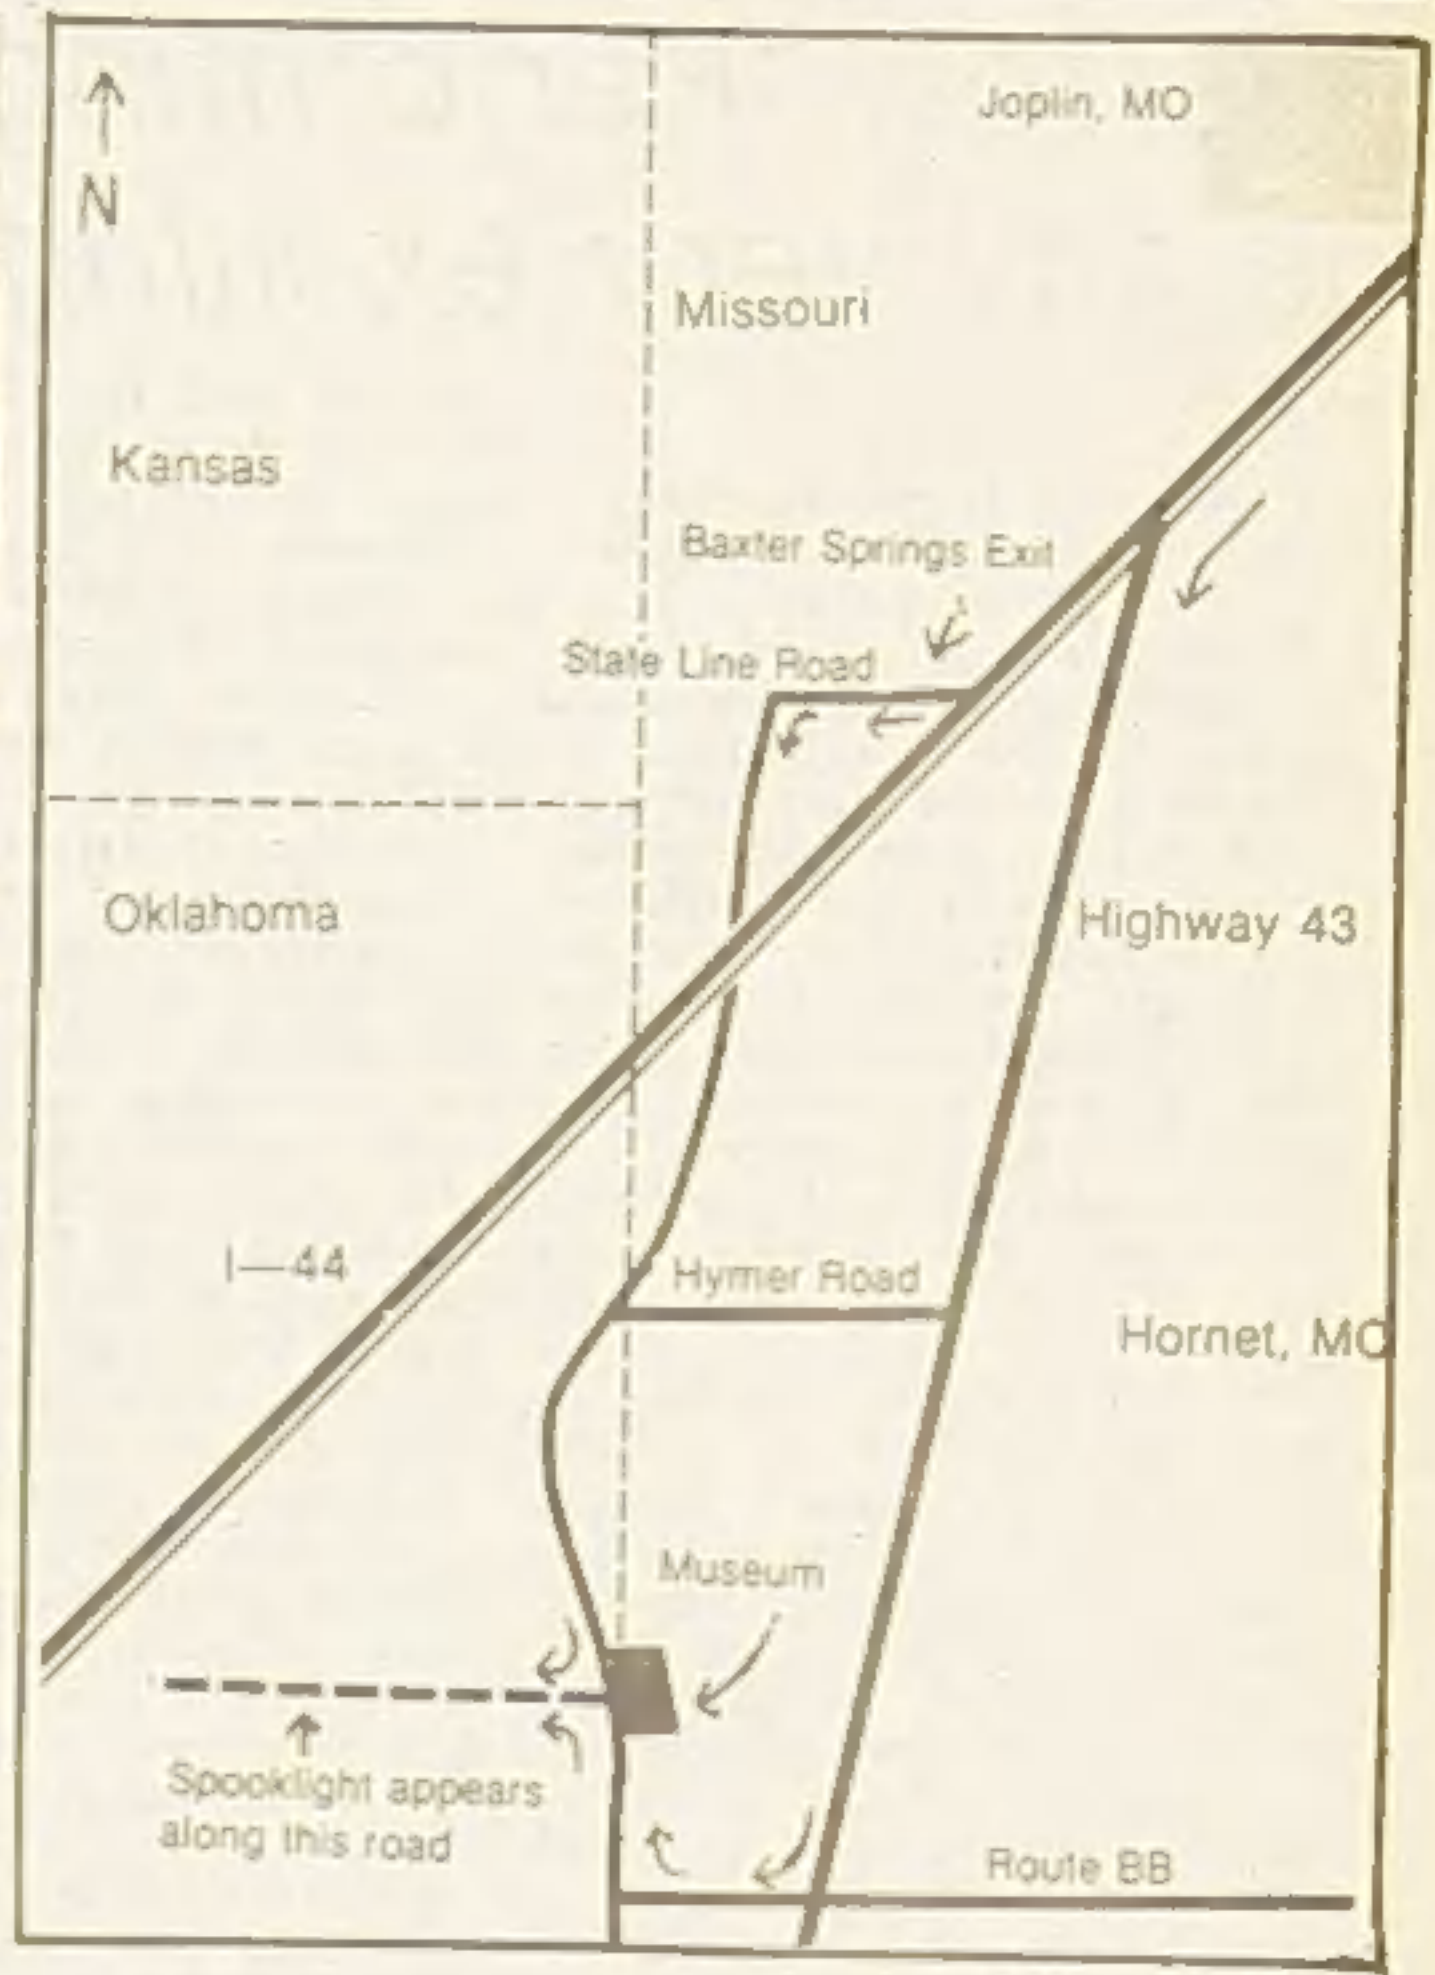 Joplin, MO
N
Missouri
Kansas
Baxter Springs Exit
State Line Road
Oklahoma
Highway 43
I—44
Hymer Road
Hornet, MO
Museum
Spooklight appears
along this road
Route BB